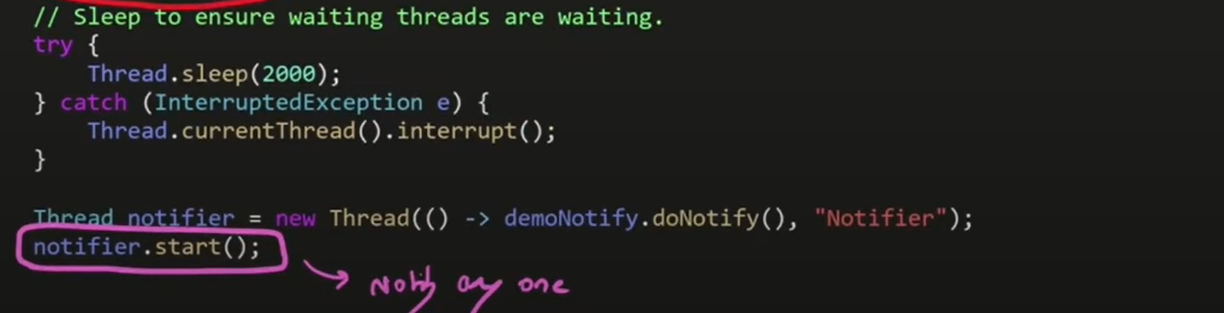 // Sleep to ensure waiting threads are waiting.
try {
    Thread.sleep(2000);
} catch (InterruptedException e) {
    Thread.currentThread().interrupt();
}
Thread notifier = new Thread(() -> demoNotify.doNotify(), "Notifier");
notifier.start();
Notify any one